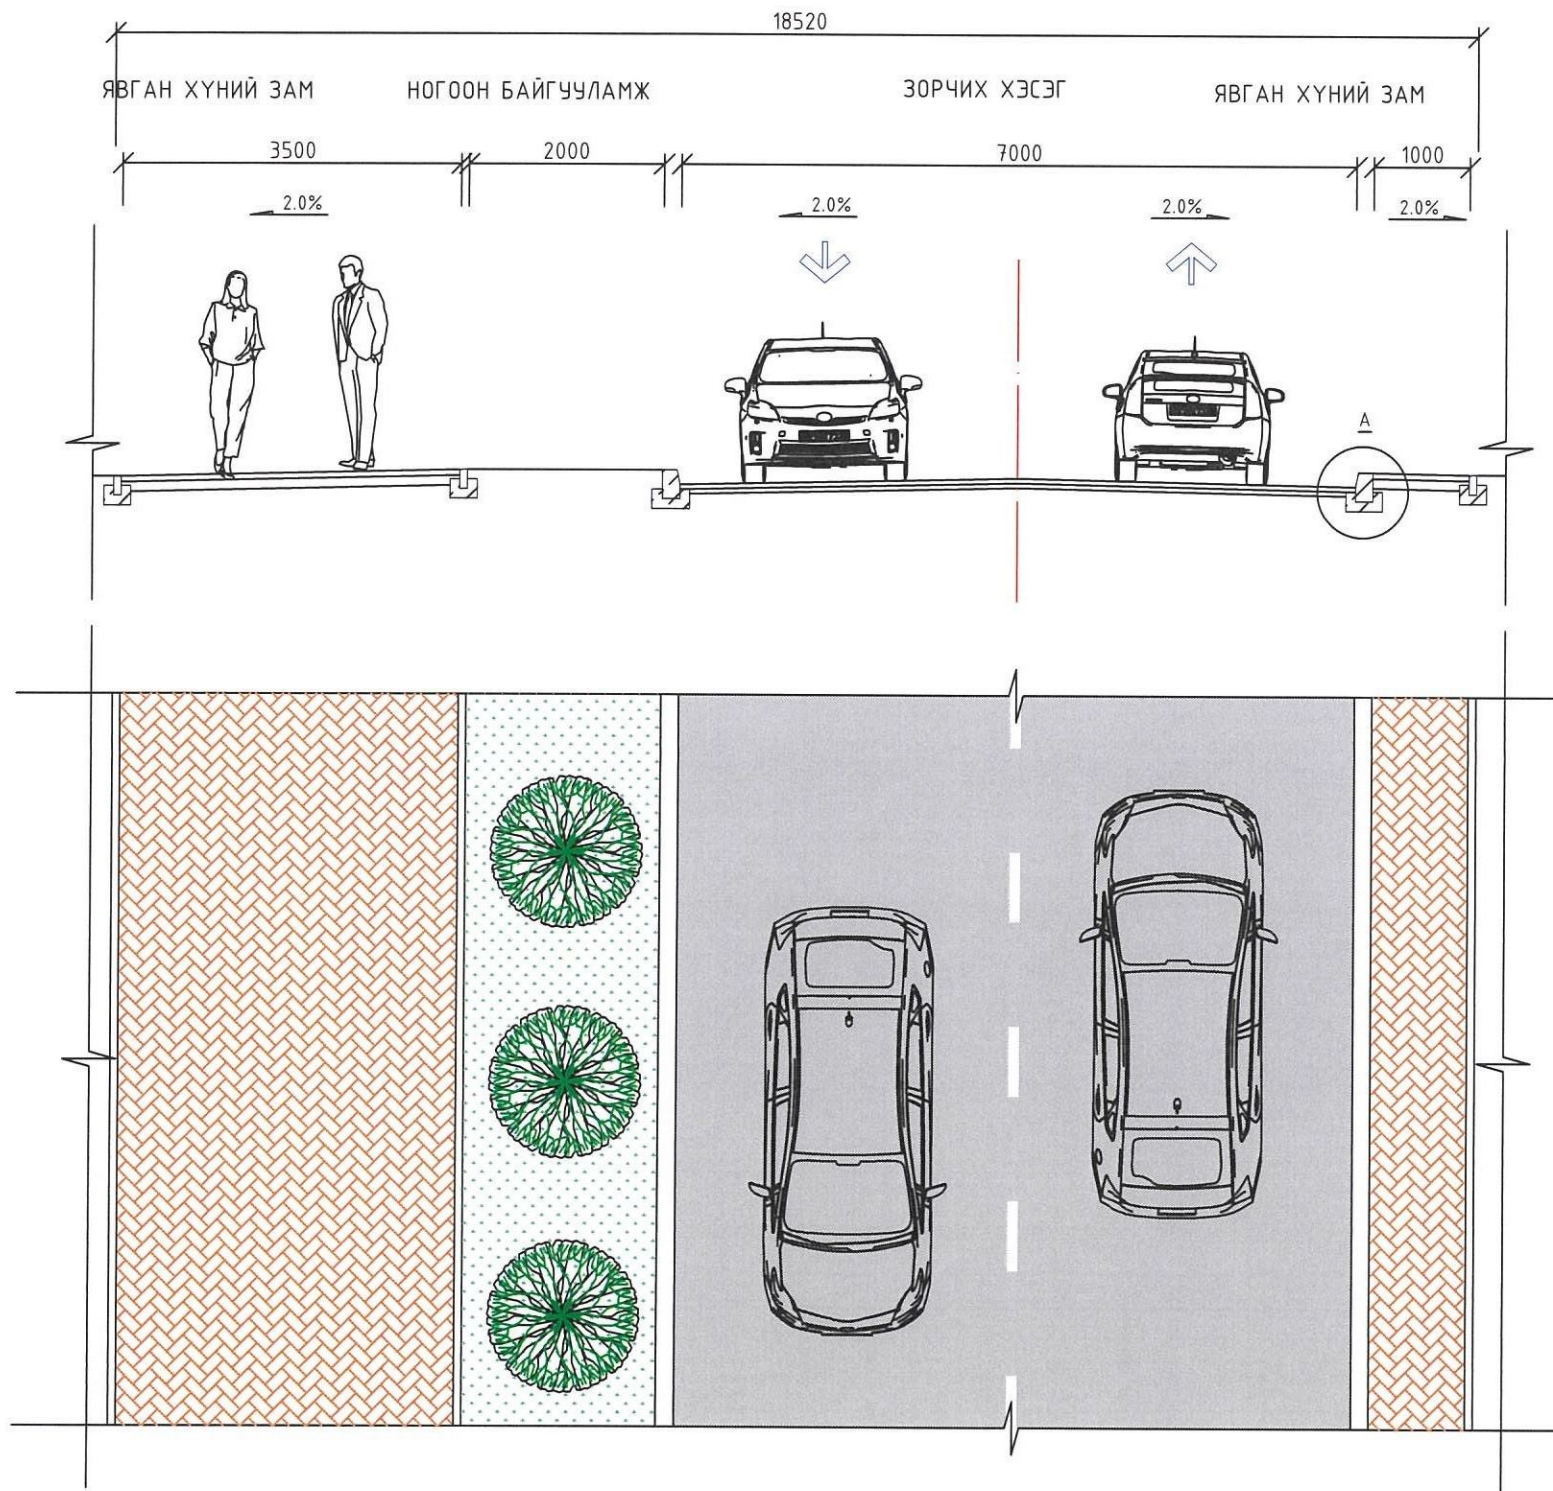 18520
ЯВГАН ХҮНИЙ ЗАМ НОГООН БАЙГУУЛАМЖ ЗОРЧИХ ХЭСЭГ ЯВГАН ХҮНИЙ ЗАМ
3500 2000 7000 1000
2.0% 2.0% 2.0% 2.0%
A